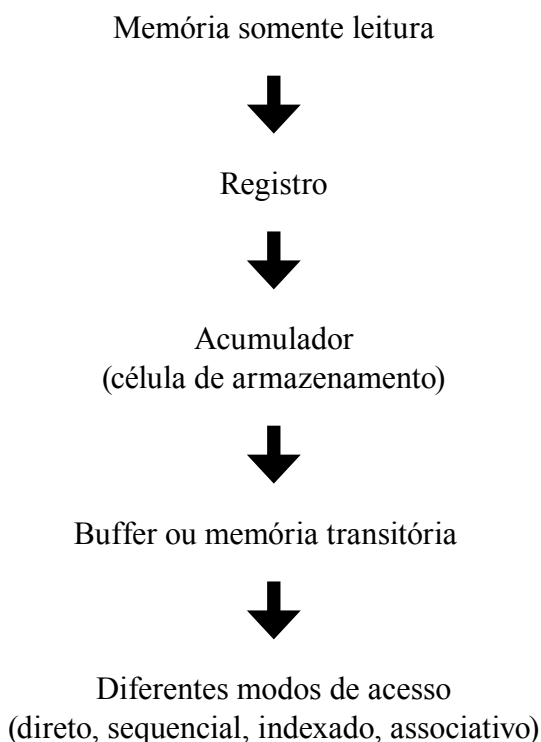 Memória somente leitura
Registro
Acumulador
(célula de armazenamento)
Buffer ou memória transitória
Diferentes modos de acesso
(direto, sequencial, indexado, associativo)